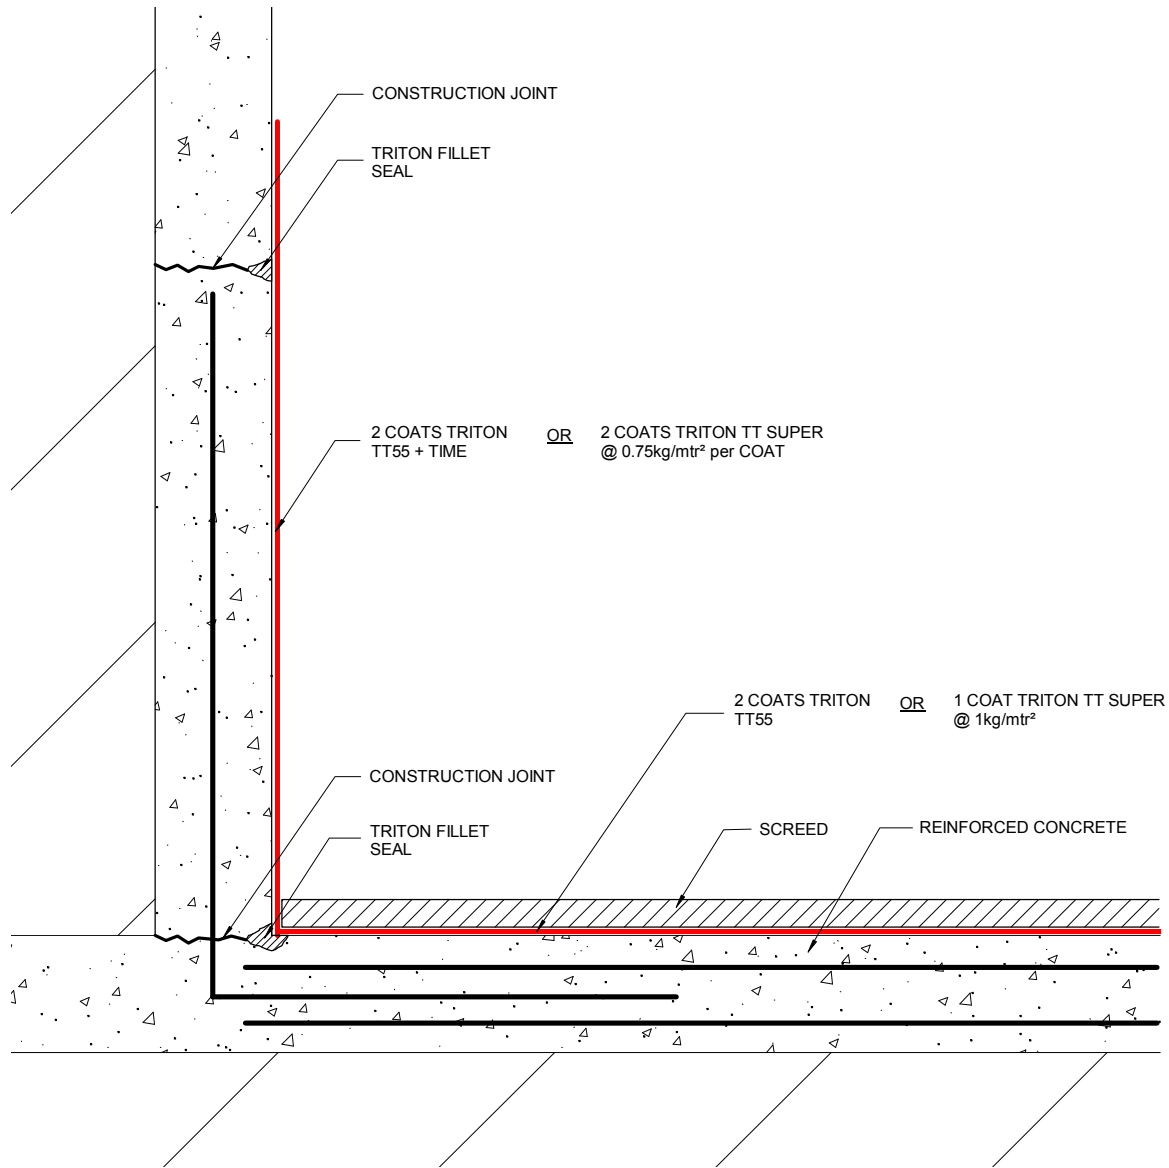 CONSTRUCTION JOINT
TRITON FILLET
SEAL
2 COATS TRITON OR 2 COATS TRITON TT SUPER
TT55 + TIME @ 0.75kg/mtr² per COAT
2 COATS TRITON OR 1 COAT TRITON TT SUPER
TT55 @ 1kg/mtr²
CONSTRUCTION JOINT
TRITON FILLET
SEAL
SCREED
REINFORCED CONCRETE